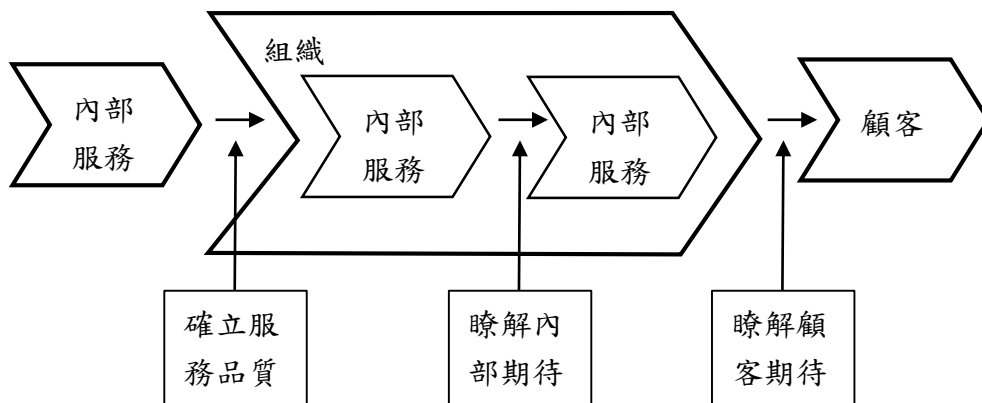 組織
內部
服務
內部
服務
內部
服務
顧客
確立服
務品質
瞭解內
部期待
瞭解顧
客期待